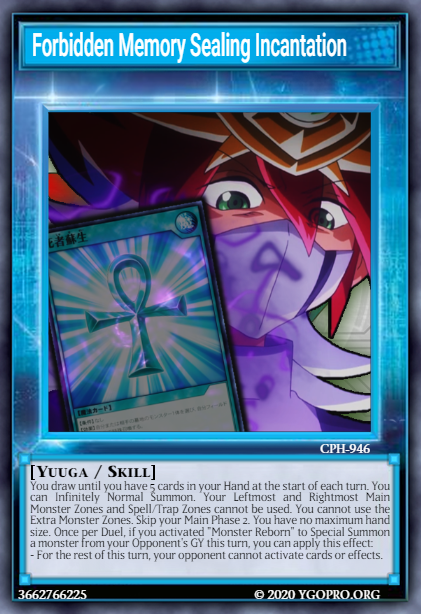 Forbidden Memory Sealing Incantation
者蘇生
CPH-946
[Yuuga / Skill]
You draw until you have 5 cards in your Hand at the start of each turn. You
can Infinitely Normal Summon. Your Leftmost and Rightmost Main
Monster Zones and Spell/Trap Zones cannot be used. You cannot use the
Extra Monster Zones. Skip your Main Phase 2. You have no maximum hand
size. Once per Duel, if you activated "Monster Reborn" to Special Summon
a monster from your Opponent's GY this turn, you can apply this effect:
- For the rest of this turn, your opponent cannot activate cards or effects.
3662766225
© 2020 YGOPRO.ORG